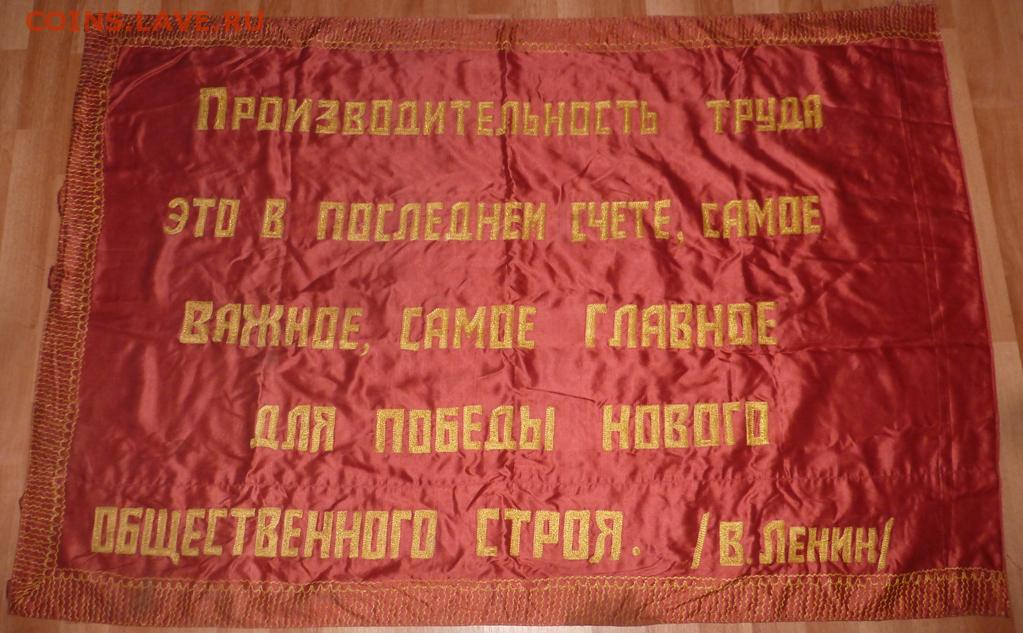 COINS.LAVE.RU
ПРОИЗВОДИТЕЛЬНОСТЬ ТРУДА
ЭТО В ПОСЛЕДНЕМ СЧЕТЕ, САМОЕ
ВАЖНОЕ, САМОЕ ГЛАВНОЕ
ДЛЯ ПОБЕДЫ НОВОГО
ОБЩЕСТВЕННОГО СТРОЯ. /В. ЛЕНИН/